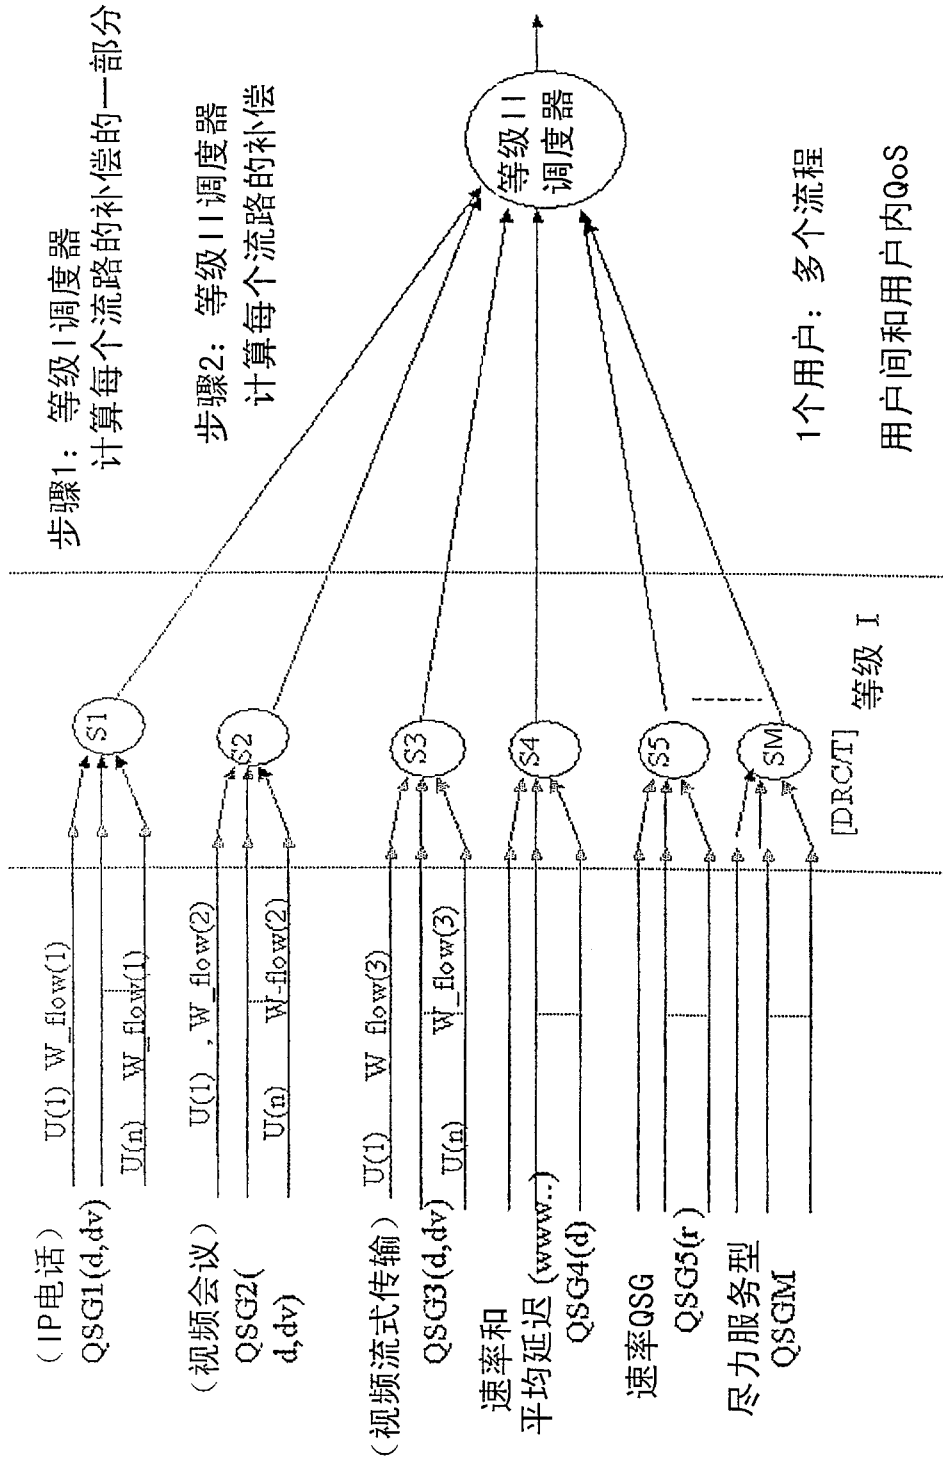 步骤1: 等级I调度器
计算每个流路的补偿的一部分
步骤2: 等级II调度器
计算每个流路的补偿
(IP电话)
QSG1(d,dv)
U(1) W_flow(1)
U(n) W_flow(1)
S1
(视频会议)
QSG2(
d,dv)
U(1) , W_flow(2)
U(n) W-flow(2)
S2
(视频流式传输)
QSG3(d,dv)
U(1) W flow(3)
U(n) W_flow(3)
S3
速率和
平均延迟(www..)
QSG4(d)
S4
等级II
调度器
速率QSG
QSG5(r)
S5
尽力服务型
QSGM
SM
[DRC/T]
等级 I
1个用户: 多个流程
用户间和用户内QoS